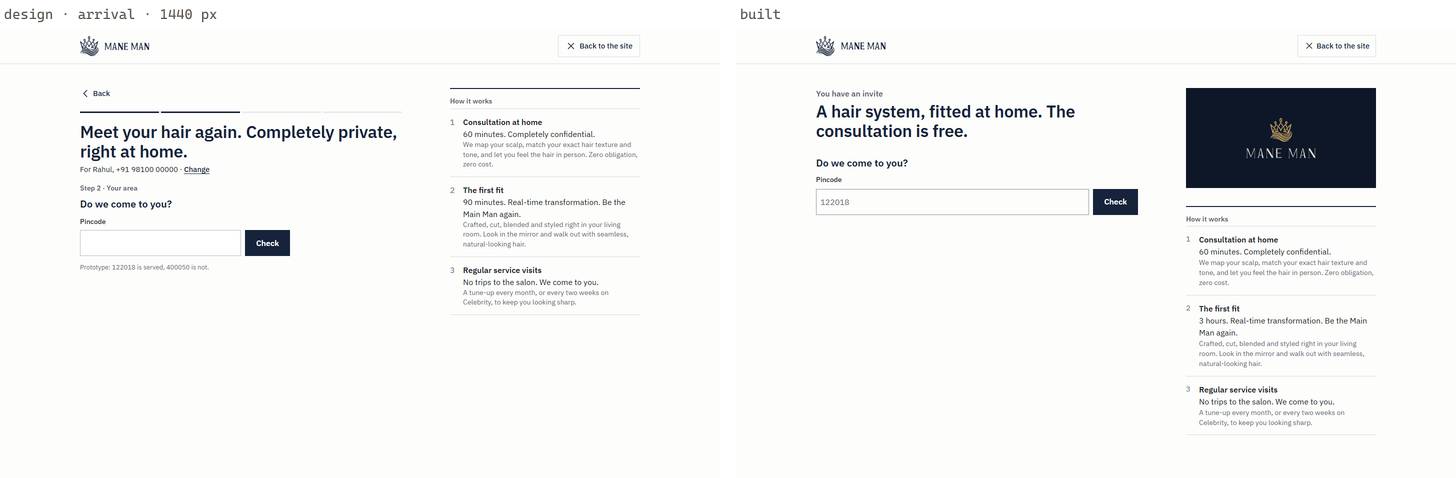 design · arrival · 1440 px
MANE MAN
Back to the site
Back
Meet your hair again. Completely private,
right at home.
For Rahul, +91 98100 00000 · Change
Step 2 · Your area
Do we come to you?
Pincode
Check
Prototype: 122018 is served, 400050 is not.
How it works
1 Consultation at home
60 minutes. Completely confidential.
We map your scalp, match your exact hair texture and
tone, and let you feel the hair in person. Zero obligation,
zero cost.
2 The first fit
90 minutes. Real-time transformation. Be the
Main Man again.
Crafted, cut, blended and styled right in your living
room. Look in the mirror and walk out with seamless,
natural-looking hair.
3 Regular service visits
No trips to the salon. We come to you.
A tune-up every month, or every two weeks on
Celebrity, to keep you looking sharp.
built
MANE MAN
Back to the site
You have an invite
A hair system, fitted at home. The
consultation is free.
Do we come to you?
Pincode
122018
Check
MANE MAN
How it works
1 Consultation at home
60 minutes. Completely confidential.
We map your scalp, match your exact hair texture and
tone, and let you feel the hair in person. Zero obligation,
zero cost.
2 The first fit
3 hours. Real-time transformation. Be the Main
Man again.
Crafted, cut, blended and styled right in your living
room. Look in the mirror and walk out with seamless,
natural-looking hair.
3 Regular service visits
No trips to the salon. We come to you.
A tune-up every month, or every two weeks on
Celebrity, to keep you looking sharp.